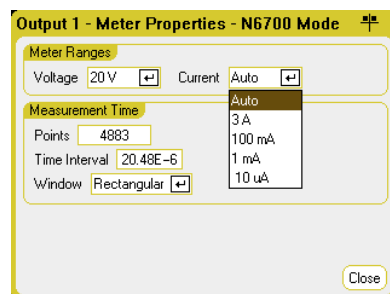 Output 1 - Meter Properties - N6700 Mode
Meter Ranges
Voltage 20 V Current Auto
Auto
3 A
100 mA
1 mA
10 uA
Measurement Time
Points 4883
Time Interval 20.48E-6
Window Rectangular
Close